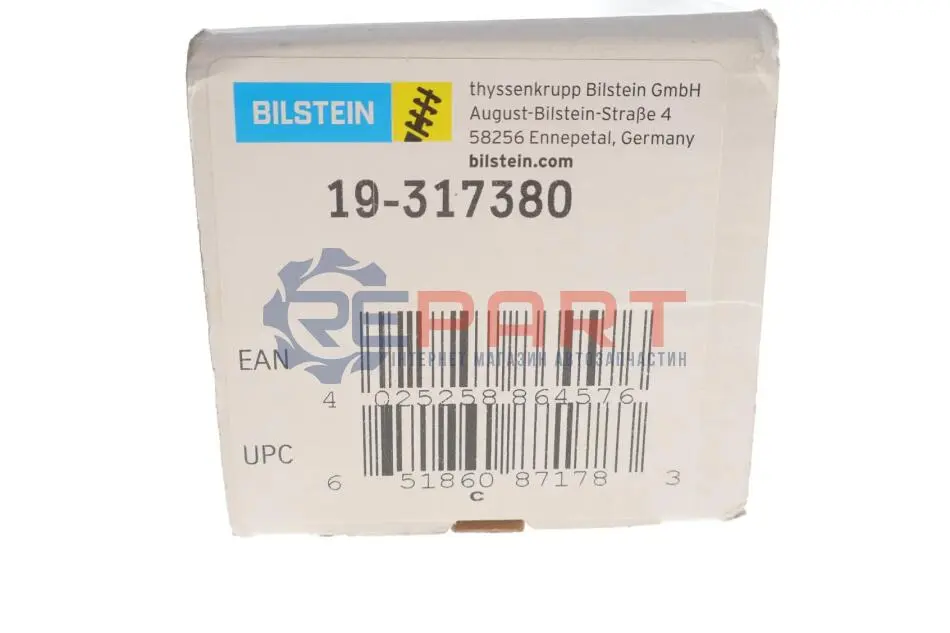 BILSTEIN
thyssenkrupp Bilstein GmbH
August-Bilstein-Straße 4
58256 Ennepetal, Germany
bilstein.com
19-317380
REPART
ІНТЕРНЕТ МАГАЗИН АВТОЗАПЧАСТИН
EAN
4 025258 864576
UPC
6 51860 87178 3
C